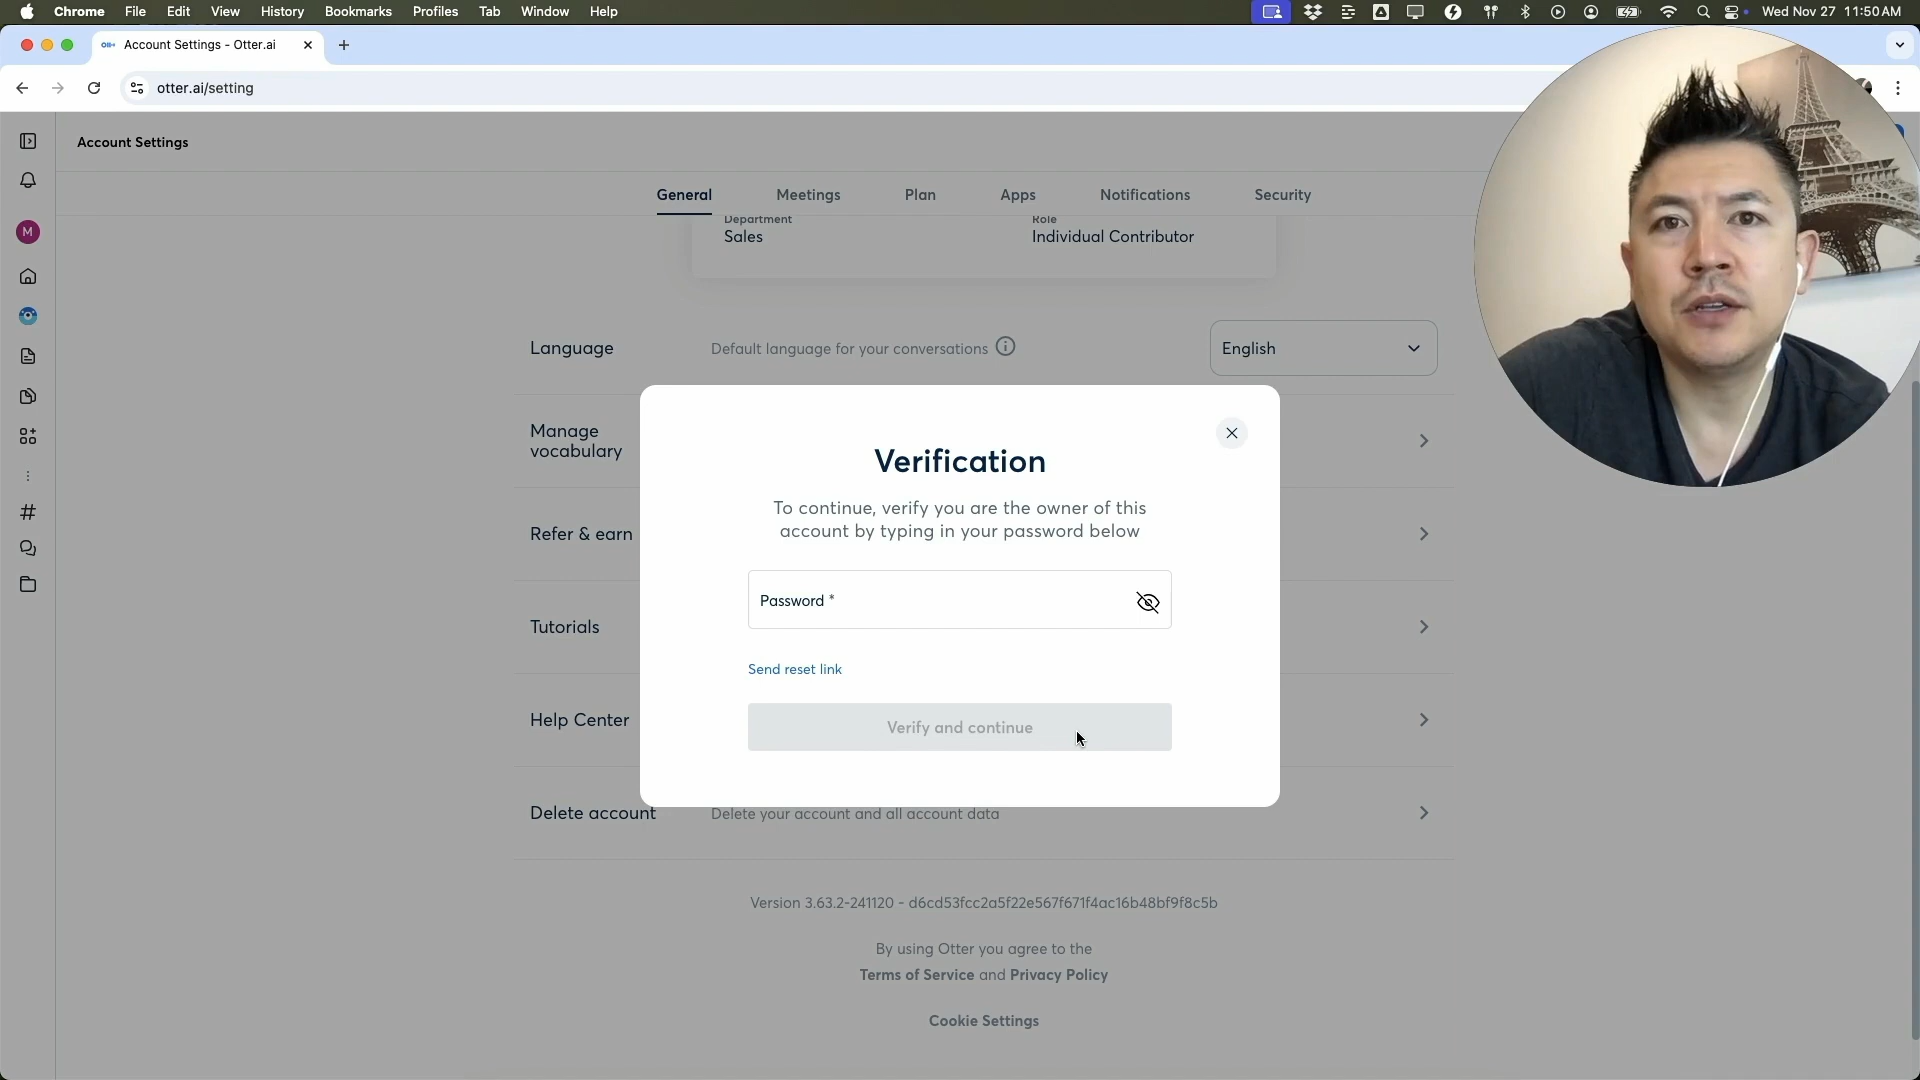 Chrome File Edit View History Bookmarks Profiles Tab Window Help Wed Nov 27 11:50 AM
Account Settings - Otter.ai
otter.ai/setting
Account Settings
General Meetings Plan Apps Notifications Security
Department Role
Sales Individual Contributor
M
Language Default language for your conversations English
Manage
vocabulary
Refer & earn
Tutorials
Help Center
Verification
To continue, verify you are the owner of this
account by typing in your password below
Password *
Send reset link
Verify and continue
Delete account Delete your account and all account data
Version 3.63.2-241120 - d6cd53fcc2a5f22e567f671f4ac16b48bf9f8c5b
By using Otter you agree to the
Terms of Service and Privacy Policy
Cookie Settings